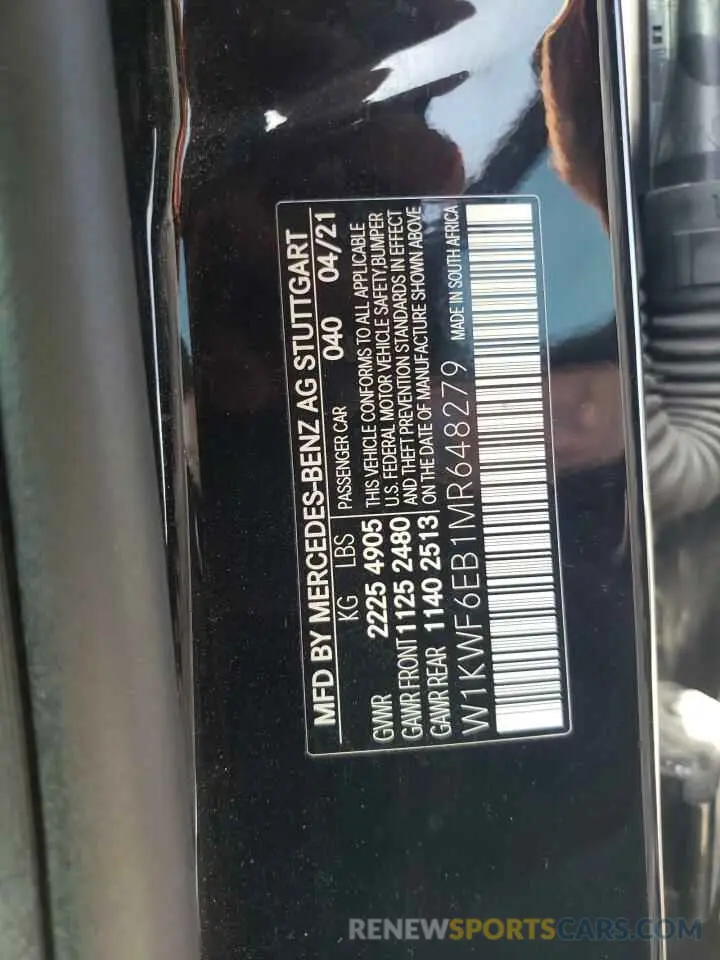 MFD BY MERCEDES-BENZ AG STUTTGART
KG LBS PASSENGER CAR 040 04/21
GVWR 2225 4905 THIS VEHICLE CONFORMS TO ALL APPLICABLE
U.S. FEDERAL MOTOR VEHICLE SAFETY,BUMPER
GAWR FRONT 1125 2480 AND THEFT PREVENTION STANDARDS IN EFFECT
GAWR REAR 1140 2513 ON THE DATE OF MANUFACTURE SHOWN ABOVE
W1KWF6EB1MR648279 MADE IN SOUTH AFRICA
RENEWSPORTSCARS.COM